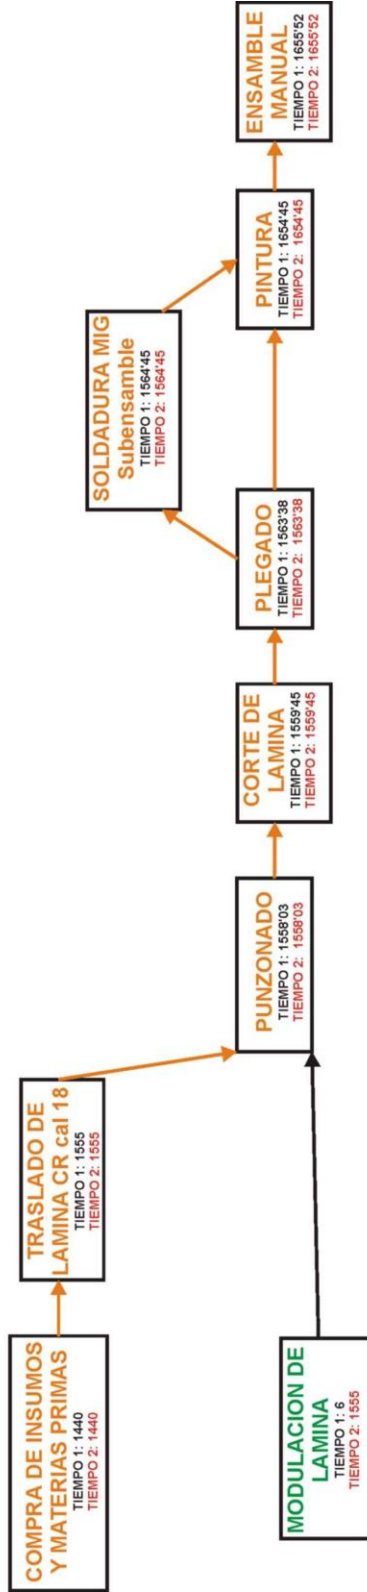 COMPRA DE INSUMOS
Y MATERIAS PRIMAS
TIEMPO 1: 1440
TIEMPO 2: 1440
TRASLADO DE
LAMINA CR cal 18
TIEMPO 1: 1555
TIEMPO 2: 1555
MODULACION DE
LAMINA
TIEMPO 1: 6
TIEMPO 2: 1555
PUNZONADO
TIEMPO 1: 1558'03
TIEMPO 2: 1558'03
CORTE DE
LAMINA
TIEMPO 1: 1559'45
TIEMPO 2: 1559'45
PLEGADO
TIEMPO 1: 1563'38
TIEMPO 2: 1563'38
SOLDADURA MIG
Subensamble
TIEMPO 1: 1564'45
TIEMPO 2: 1564'45
PINTURA
TIEMPO 1: 1654'45
TIEMPO 2: 1654'45
ENSAMBLE
MANUAL
TIEMPO 1: 1655'52
TIEMPO 2: 1655'52